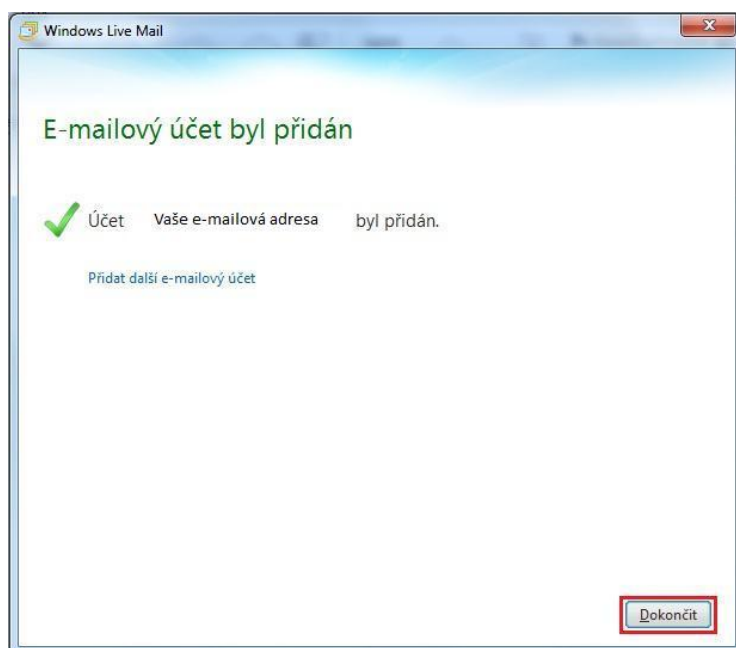 Windows Live Mail
E-mailový účet byl přidán
Účet Vaše e-mailová adresa byl přidán.
Přidat další e-mailový účet
Dokončit